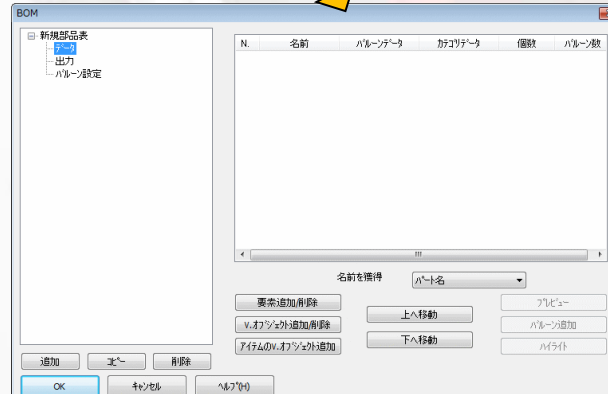 BOM
新規部品表
データ
出力
バルーン設定
N. 名前 バルーンデータ カテゴリデータ 個数 バルーン数
名前を獲得 パート名
要素追加/削除 上へ移動 プレビュー
V.オブジェクト追加/削除 下へ移動 バルーン追加
アイテムのV.オブジェクト追加 ハイライト
追加 コピー 削除
OK キャンセル ヘルプ(H)